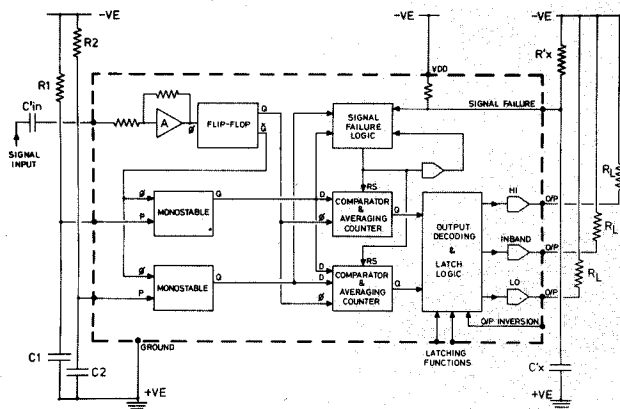 -VE
-VE
-VE
R2
R'x
VDD
R1
C'in
SIGNAL FAILURE
A
Ø
FLIP-FLOP
Q
Q̄
SIGNAL
FAILURE
LOGIC
SIGNAL
INPUT
RL
RS
HI
O/P
Ø
P
MONOSTABLE
Q
D
Ø
COMPARATOR
&
AVERAGING
COUNTER
Q
OUTPUT
DECODING
&
LATCH
LOGIC
INBAND
O/P
RL
RS
Ø
P
MONOSTABLE
Q
D
D
Ø
COMPARATOR
&
AVERAGING
COUNTER
Q
LO
O/P
RL
O/P INVERSION
GROUND
LATCHING
FUNCTIONS
C1
C2
C'x
+VE
+VE